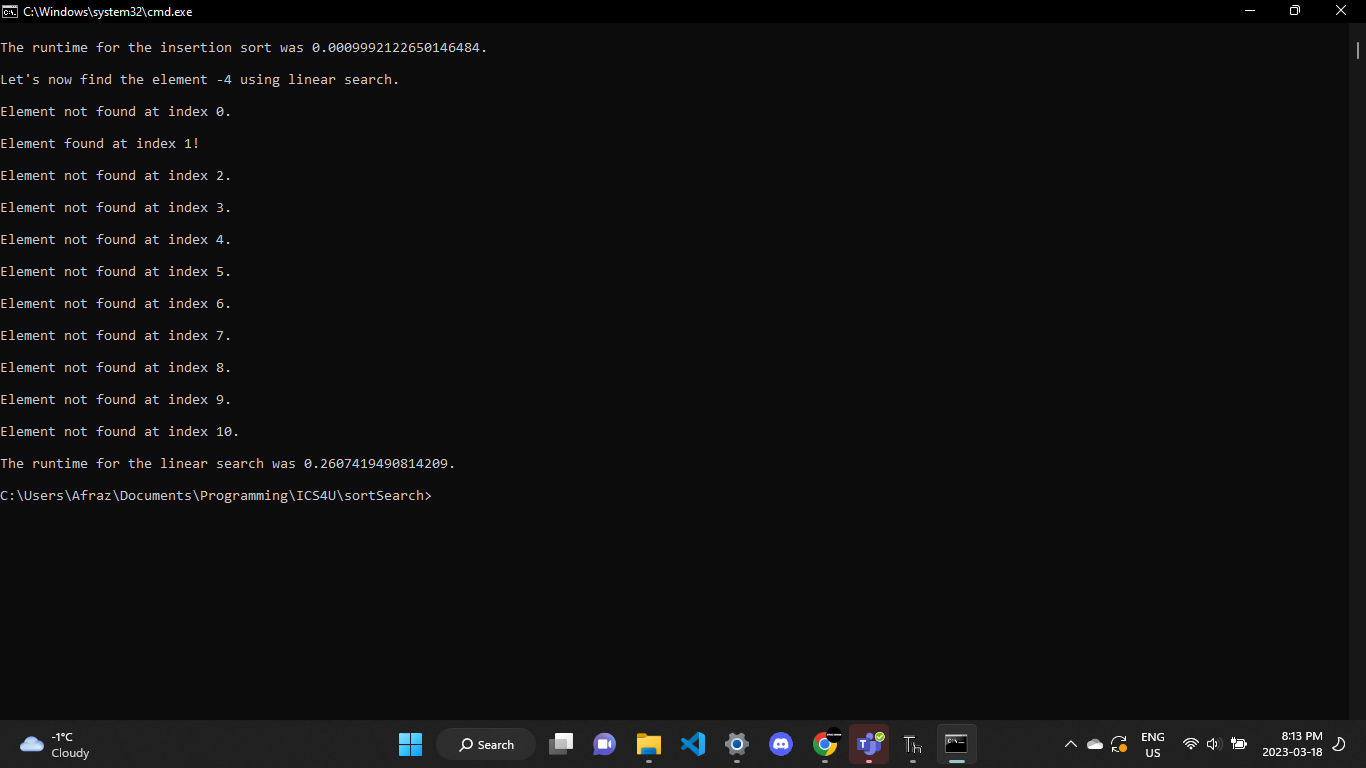 C:\Windows\system32\cmd.exe
The runtime for the insertion sort was 0.0009992122650146484.
Let's now find the element -4 using linear search.
Element not found at index 0.
Element found at index 1!
Element not found at index 2.
Element not found at index 3.
Element not found at index 4.
Element not found at index 5.
Element not found at index 6.
Element not found at index 7.
Element not found at index 8.
Element not found at index 9.
Element not found at index 10.
The runtime for the linear search was 0.2607419490814209.
C:\Users\Afraz\Documents\Programming\ICS4U\sortSearch>
-1°C
Cloudy
Search
ENG
US
8:13 PM
2023-03-18